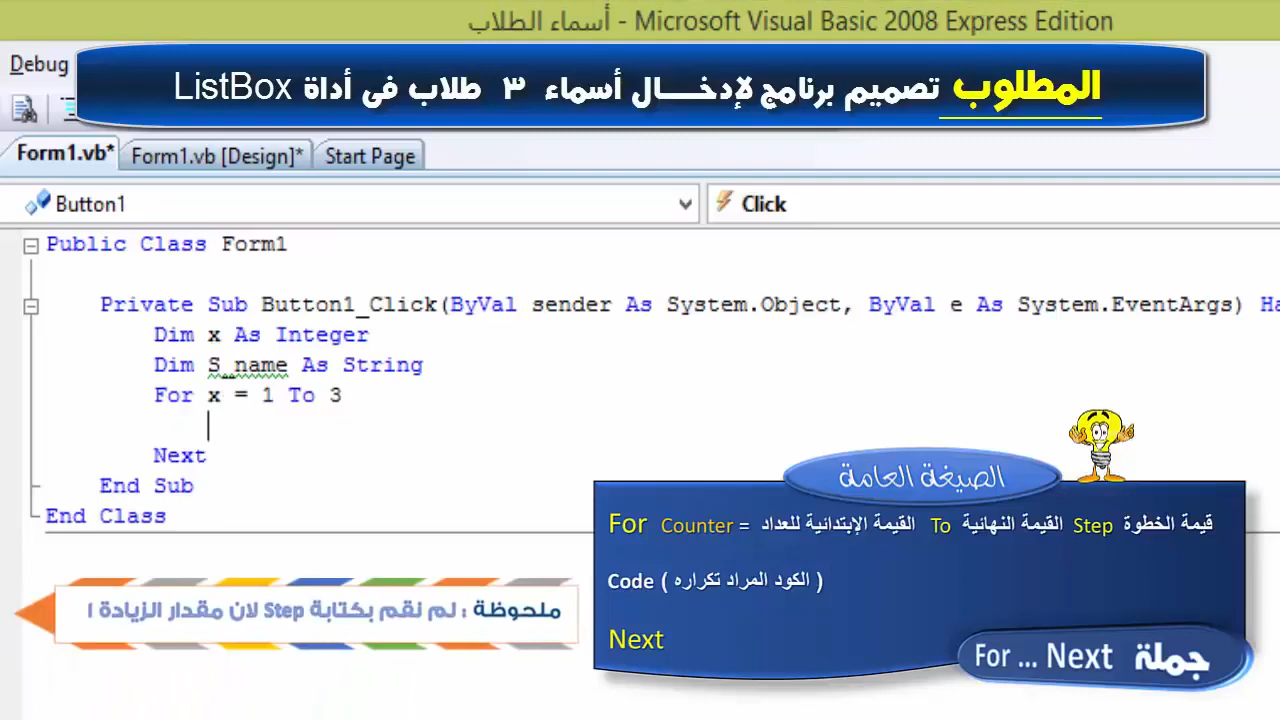 أسماء الطلاب - Microsoft Visual Basic 2008 Express Edition
Debug
المطلوب تصميم برنامج لإدخـــال أسماء ٣ طلاب فى أداة ListBox
Form1.vb* Form1.vb [Design]* Start Page
Button1 Click
Public Class Form1
Private Sub Button1_Click(ByVal sender As System.Object, ByVal e As System.EventArgs) Ha
Dim x As Integer
Dim S_name As String
For x = 1 To 3
Next
End Sub
End Class
الصيغة العامة
For Counter = القيمة الإبتدائية للعداد To القيمة النهائية Step قيمة الخطوة
Code ( الكود المراد تكراره )
Next
جملة For ... Next
ملحوظة : لم نقم بكتابة Step لان مقدار الزيادة ١